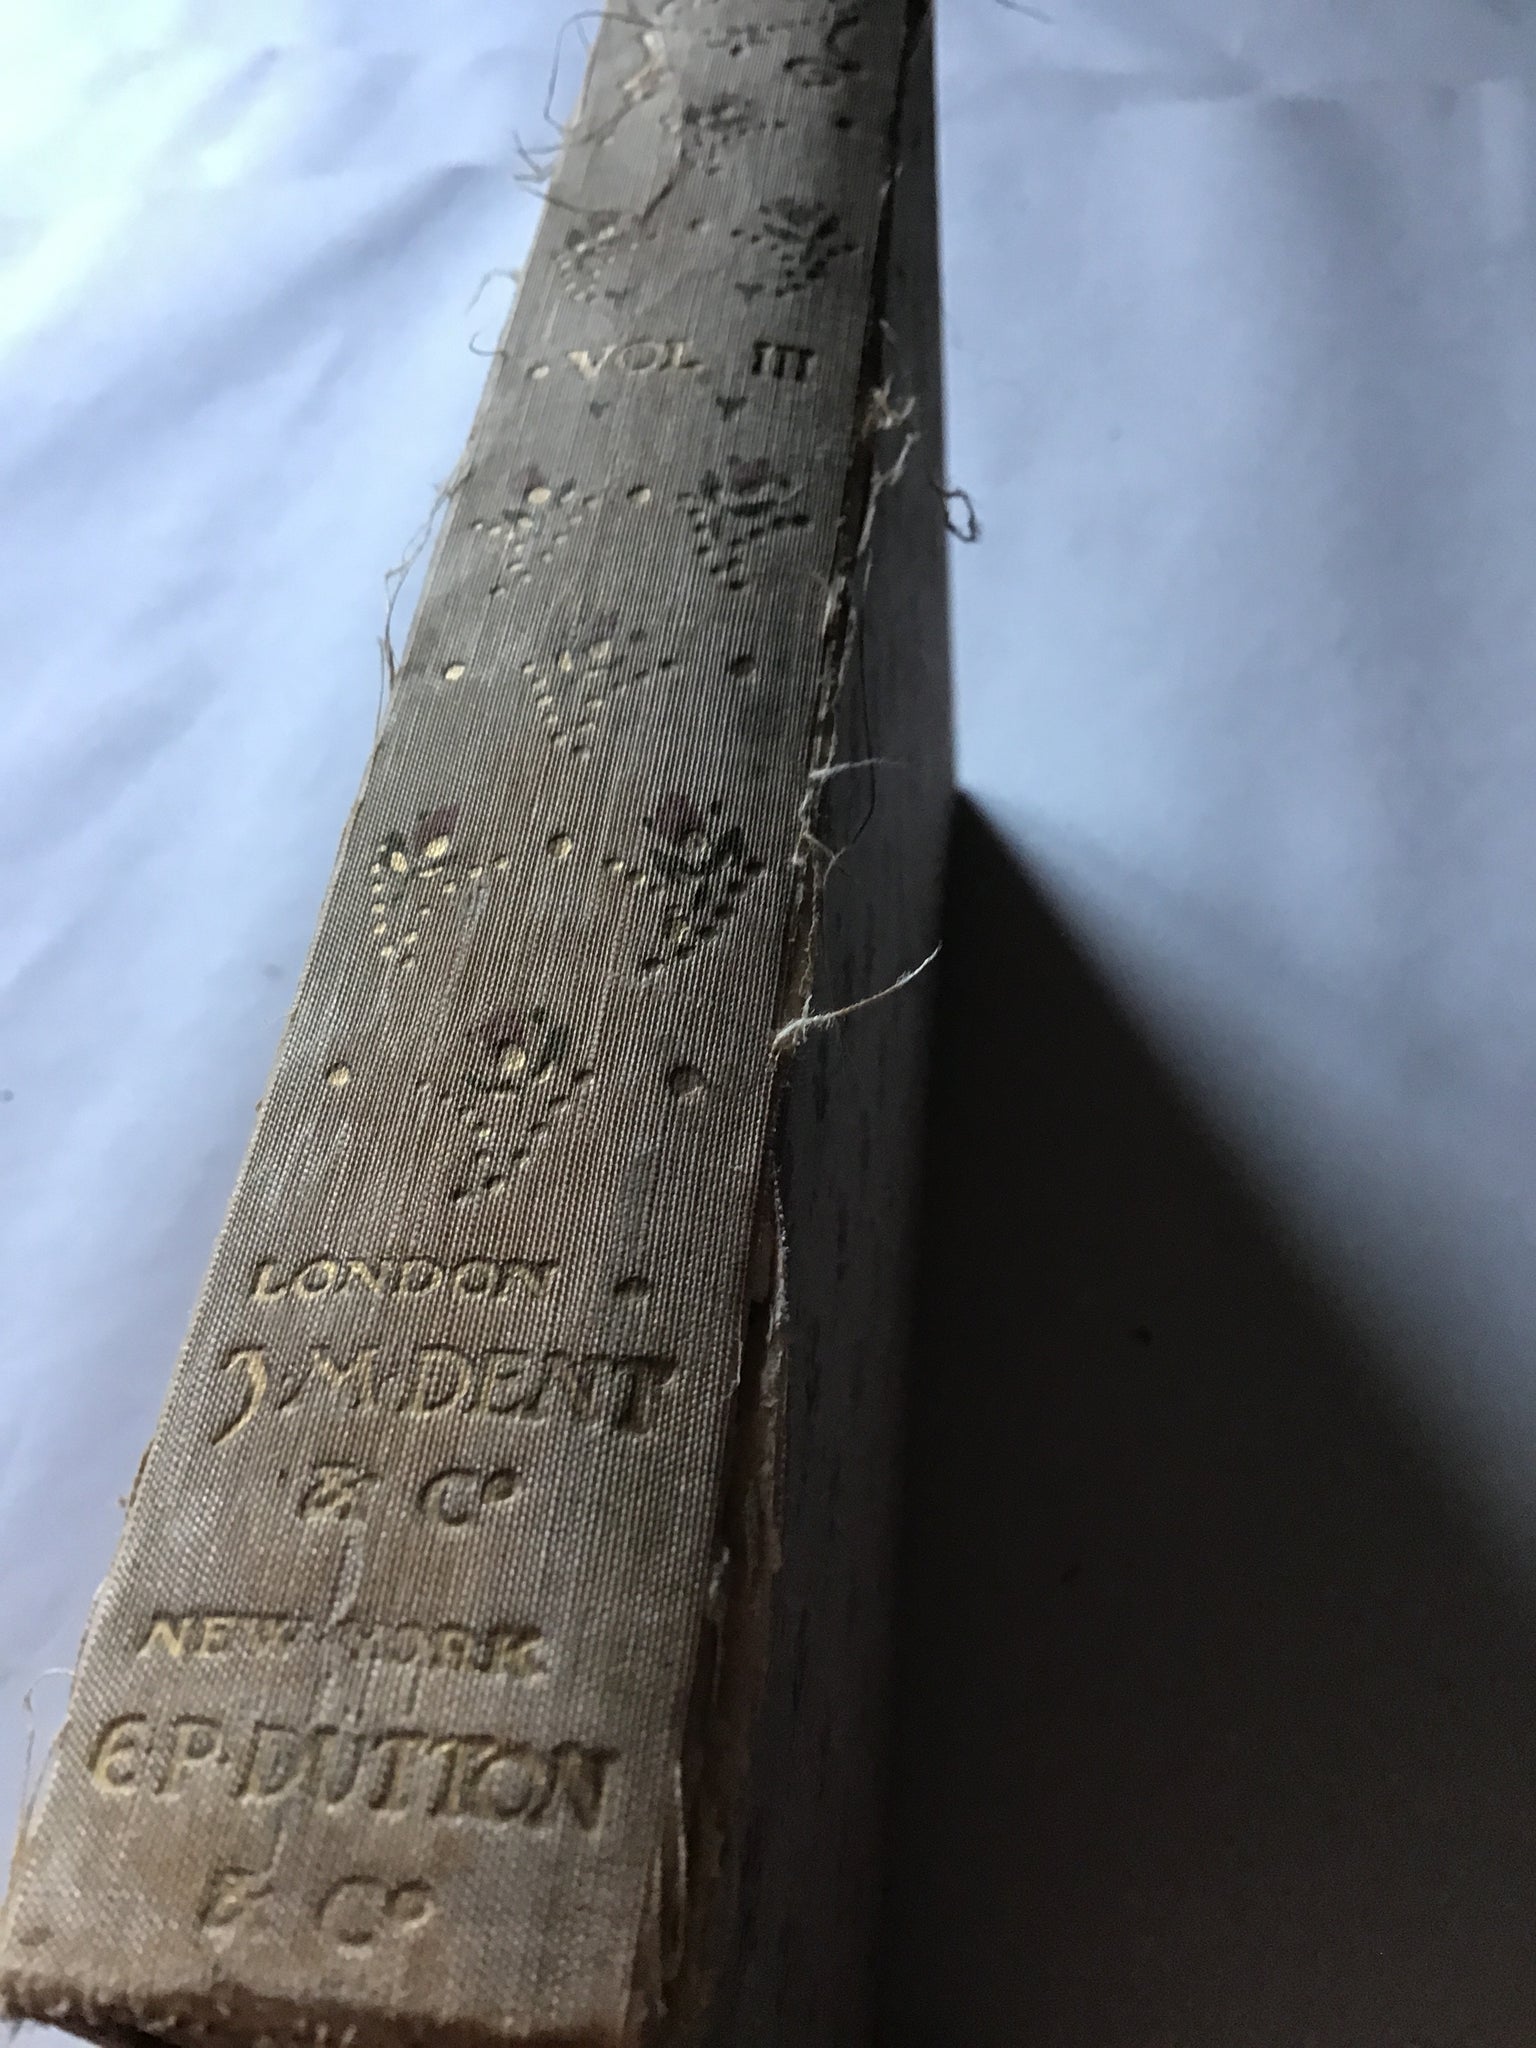 VOL III
LONDON
J. M. DENT
& Co
NEW YORK
E. P. DUTTON
& Co